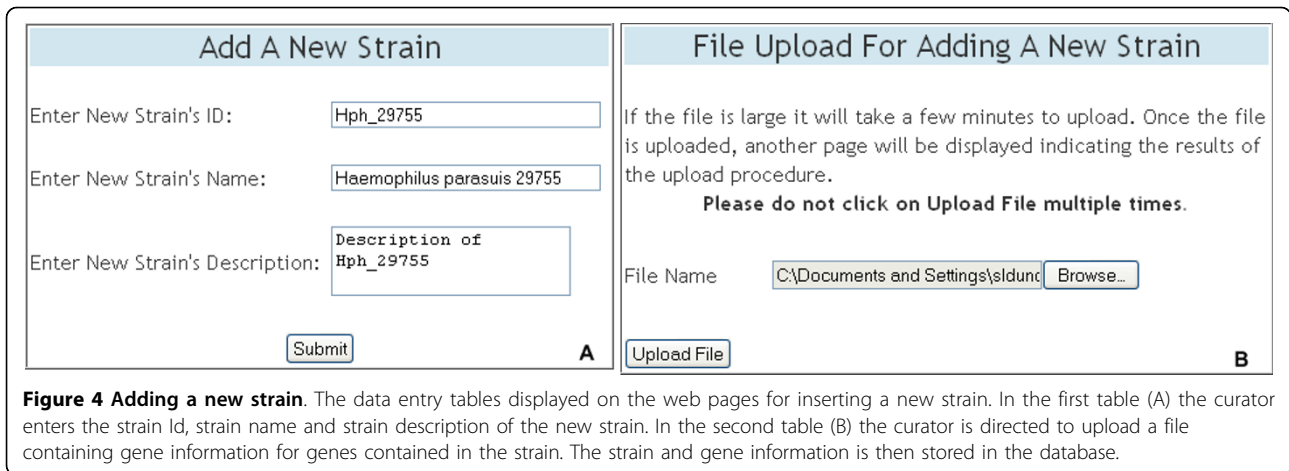 Add A New Strain
Enter New Strain's ID: Hph_29755
Enter New Strain's Name: Haemophilus parasuis 29755
Enter New Strain's Description: Description of
Hph_29755
Submit
A
File Upload For Adding A New Strain
If the file is large it will take a few minutes to upload. Once the file
is uploaded, another page will be displayed indicating the results of
the upload procedure.
Please do not click on Upload File multiple times.
File Name C:\Documents and Settings\sldunc Browse...
Upload File
B
Figure 4 Adding a new strain. The data entry tables displayed on the web pages for inserting a new strain. In the first table (A) the curator
enters the strain Id, strain name and strain description of the new strain. In the second table (B) the curator is directed to upload a file
containing gene information for genes contained in the strain. The strain and gene information is then stored in the database.